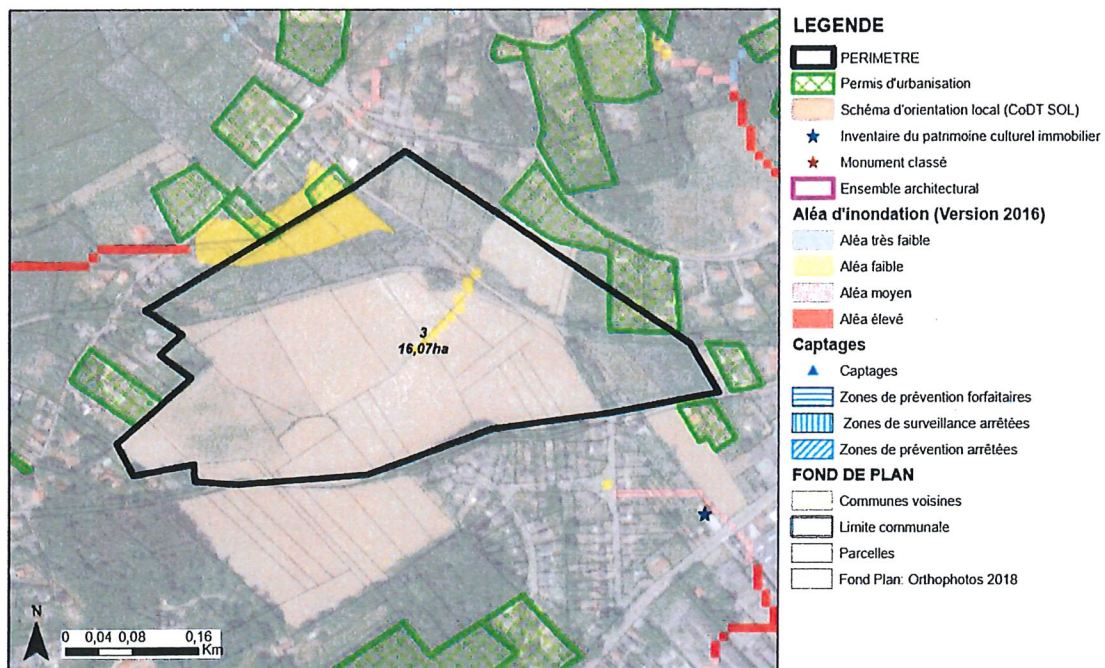 3
16,07ha
N
0 0,04 0,08 0,16
Km
LEGENDE
PERIMETRE
Permis d'urbanisation
Schéma d'orientation local (CoDT SOL)
Inventaire du patrimoine culturel immobilier
Monument classé
Ensemble architectural
Aléa d'inondation (Version 2016)
Aléa très faible
Aléa faible
Aléa moyen
Aléa élevé
Captages
Captages
Zones de prévention forfaitaires
Zones de surveillance arrêtées
Zones de prévention arrêtées
FOND DE PLAN
Communes voisines
Limite communale
Parcelles
Fond Plan: Orthophotos 2018